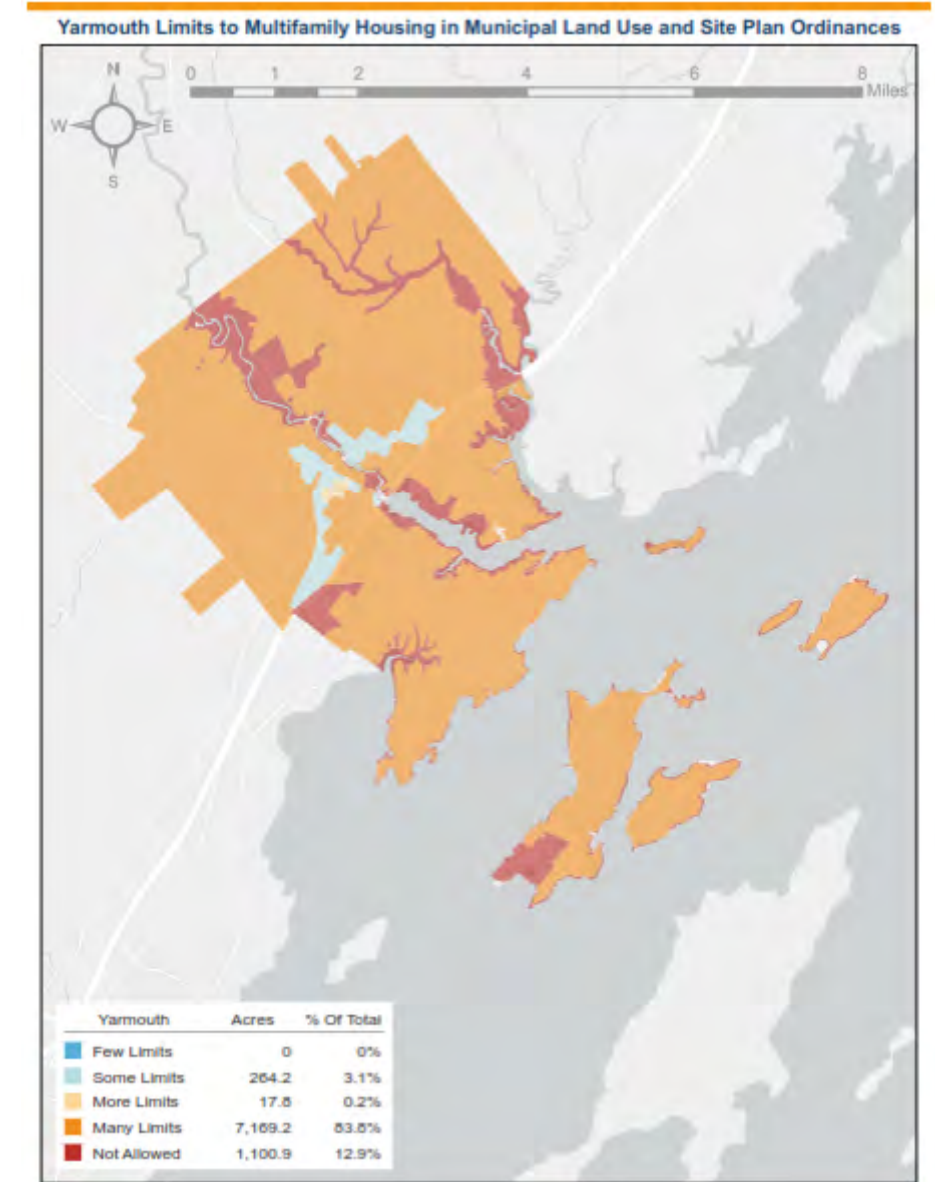 Yarmouth Limits to Multifamily Housing in Municipal Land Use and Site Plan Ordinances
N
0 1 2 4 6 8
Miles
W E
S
Yarmouth Acres % Of Total
Few Limits 0 0%
Some Limits 264.2 3.1%
More Limits 17.8 0.2%
Many Limits 7,169.2 83.8%
Not Allowed 1,100.9 12.9%